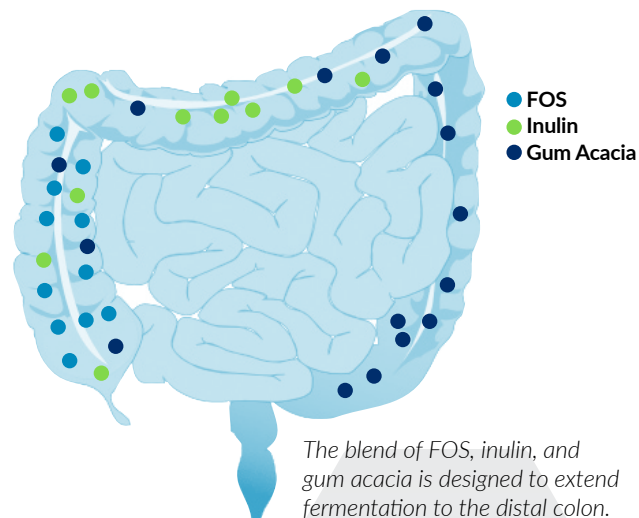 FOS
Inulin
Gum Acacia
The blend of FOS, inulin, and
gum acacia is designed to extend
fermentation to the distal colon.